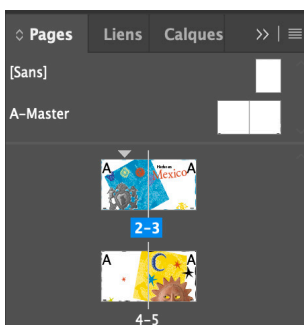 Pages Liens Calques
[Sans]
A-Master
A A
Mexico
2-3
A A
4-5